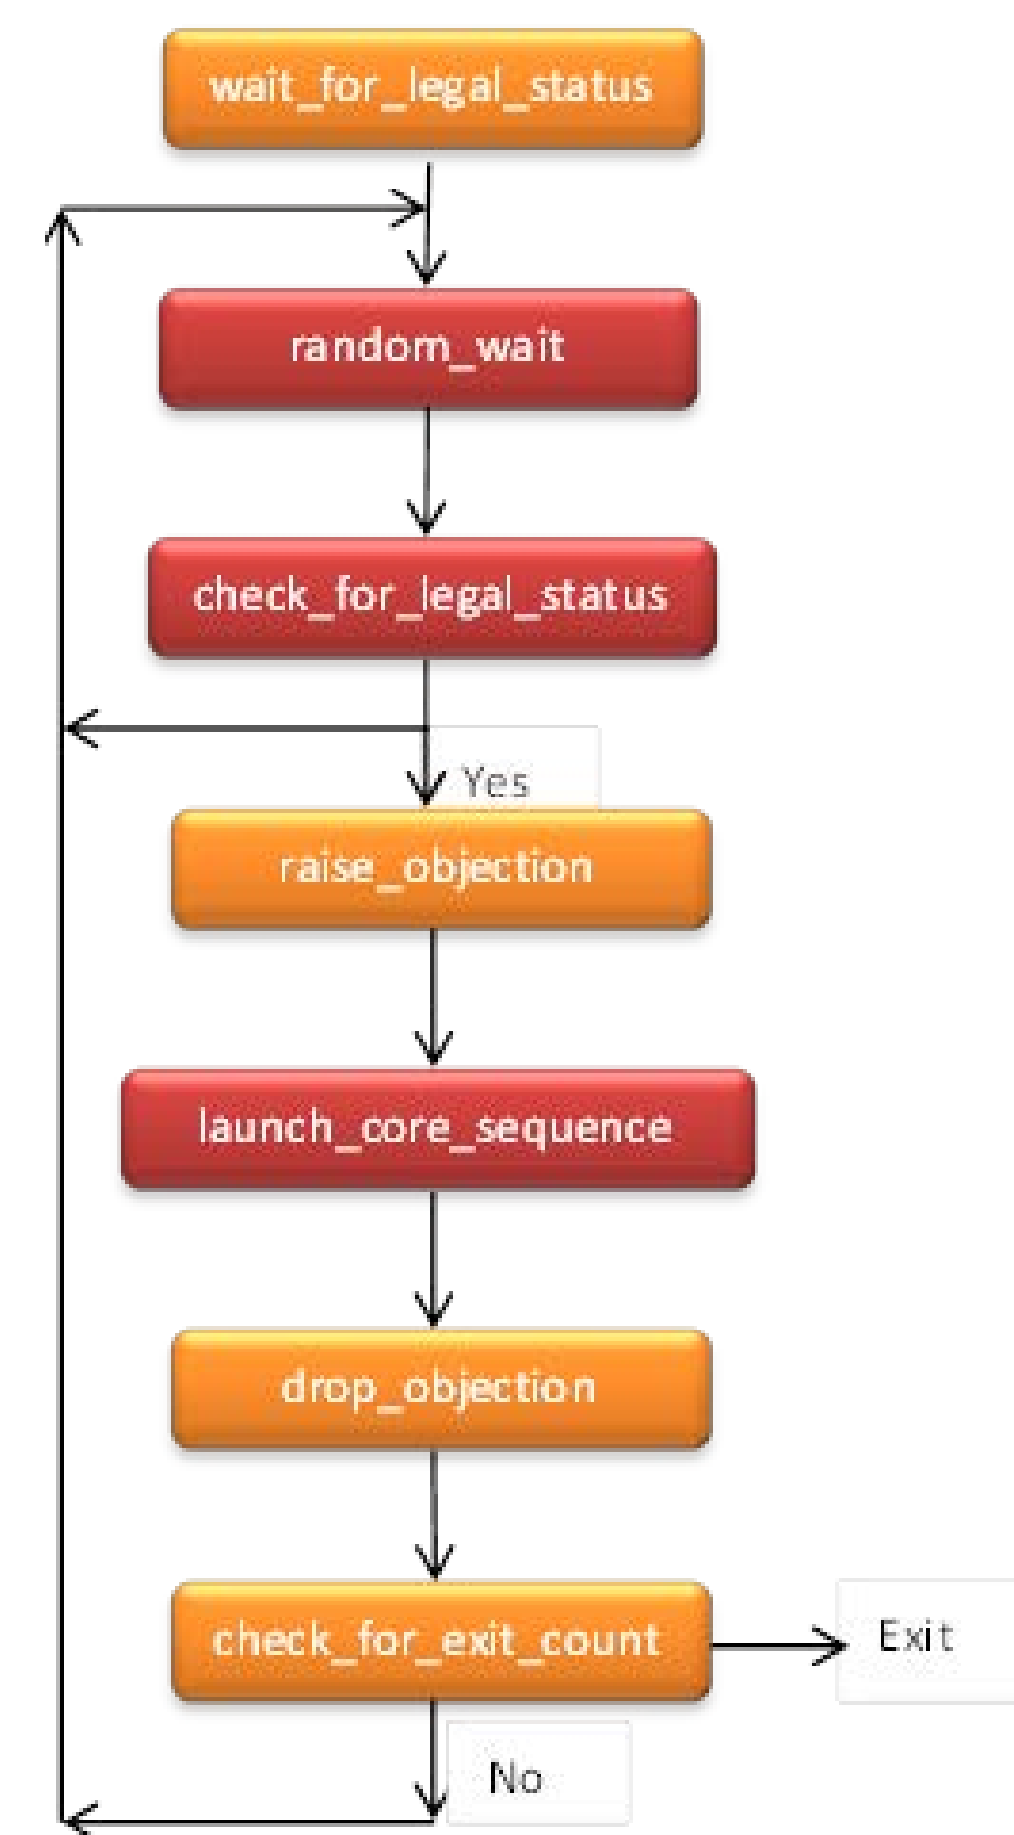 wait_for_legal_status
random_wait
check_for_legal_status
Yes
raise_objection
launch_core_sequence
drop_objection
check_for_exit_count
Exit
No